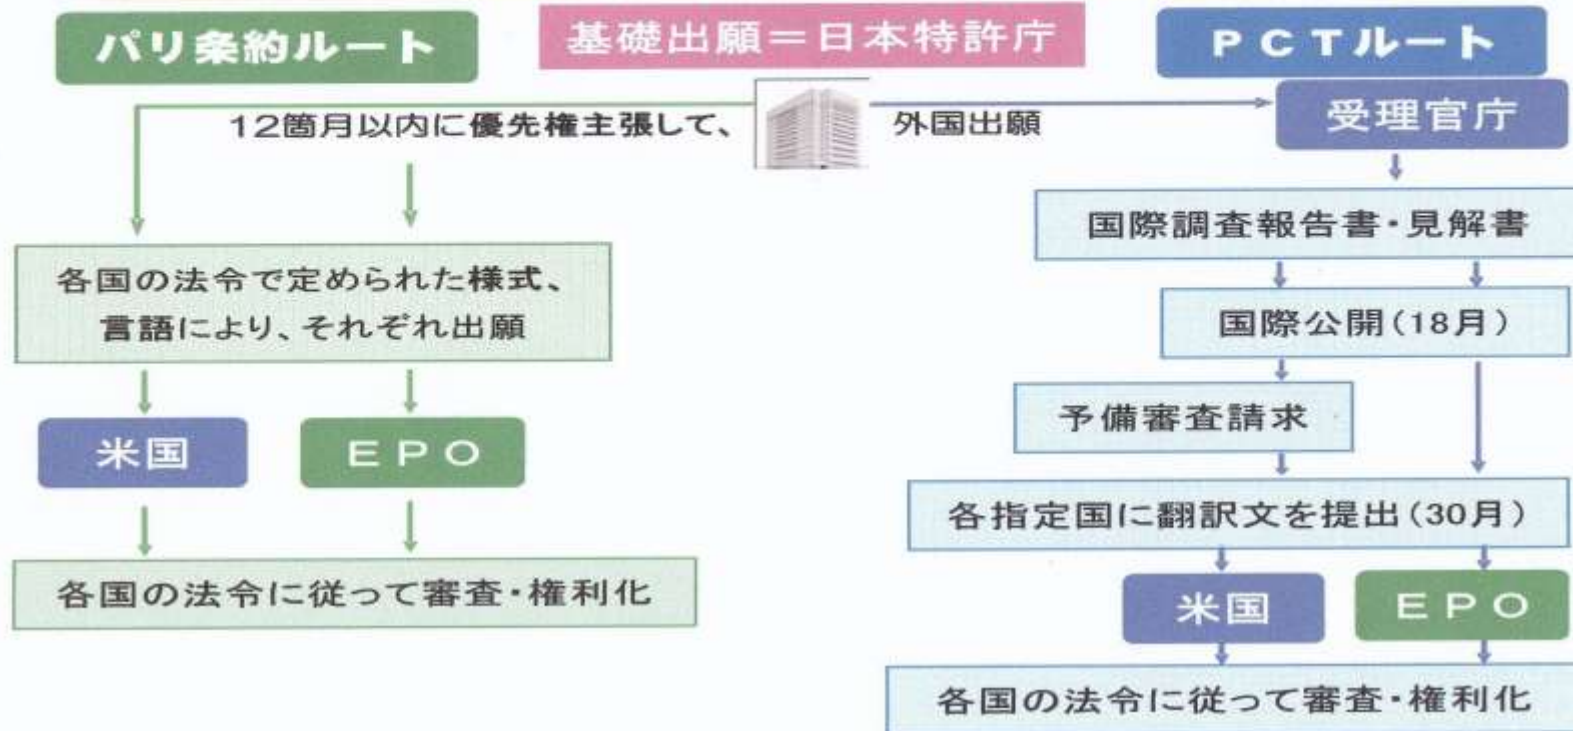 パリ条約ルート
基礎出願＝日本特許庁
PCTルート
12箇月以内に優先権主張して、
外国出願
受理官庁
国際調査報告書・見解書
各国の法令で定められた様式、
言語により、それぞれ出願
国際公開(18月)
予備審査請求
米国
EPO
各指定国に翻訳文を提出(30月)
各国の法令に従って審査・権利化
米国
EPO
各国の法令に従って審査・権利化